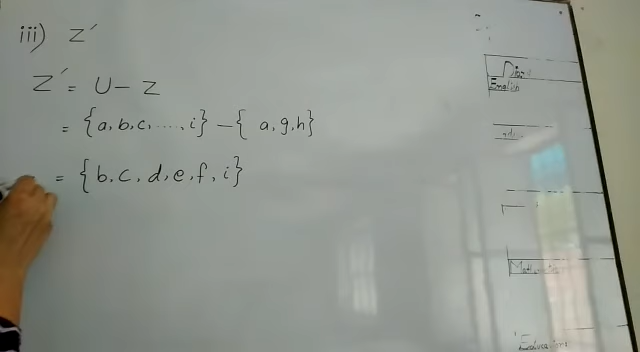 iii) Z'
Z' = U - Z
= {a, b, c, ...., i} - { a, g, h}
= {b, c, d, e, f, i}
English